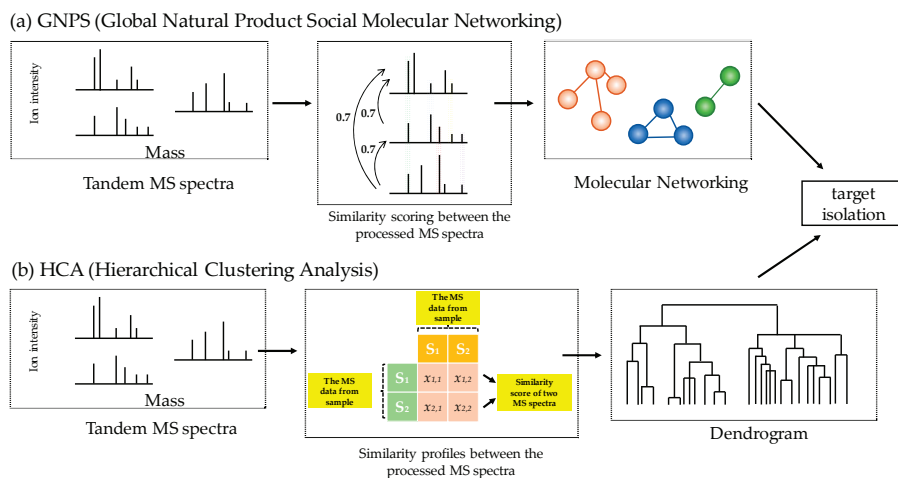 (a) GNPS (Global Natural Product Social Molecular Networking)
Ion intensity
Mass
Tandem MS spectra
0.7
0.7
0.7
Similarity scoring between the
processed MS spectra
Molecular Networking
target
isolation
(b) HCA (Hierarchical Clustering Analysis)
Ion intensity
Mass
Tandem MS spectra
The MS
data from
sample
S1 S2
The MS
data from
sample
S1 x1,1 x1,2
S2 x2,1 x2,2
Similarity
score of two
MS spectra
Similarity profiles between the
processed MS spectra
Dendrogram